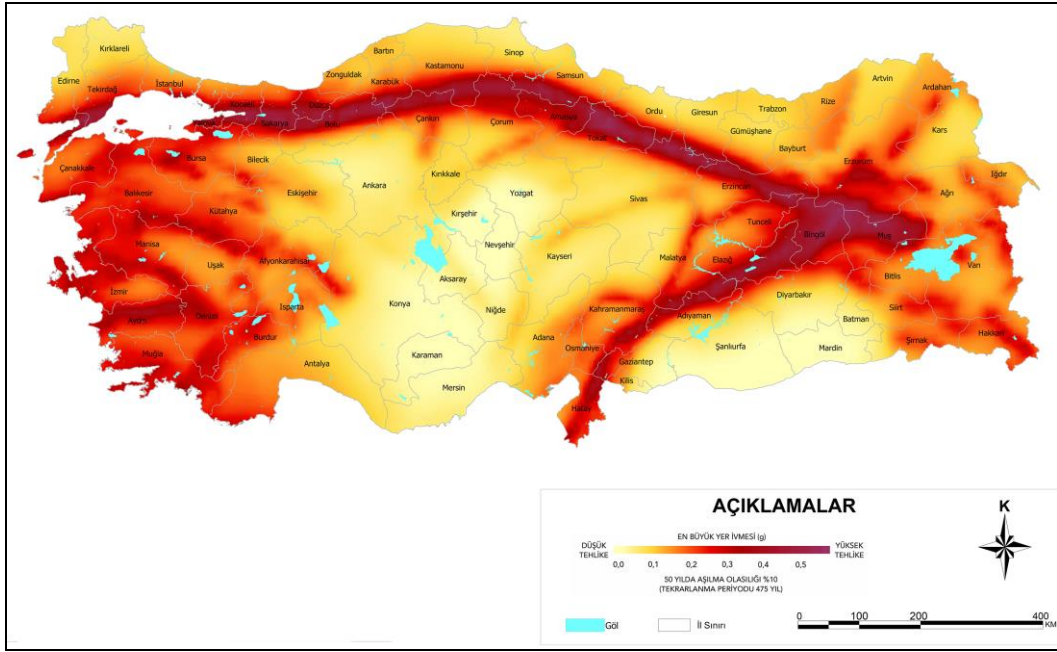 Kırklareli
Edirne
Tekirdağ
İstanbul
Kocaeli
Yalova
Sakarya
Düzce
Bolu
Zonguldak
Bartın
Karabük
Kastamonu
Sinop
Samsun
Çankırı
Çorum
Amasya
Tokat
Ordu
Giresun
Gümüşhane
Trabzon
Bayburt
Rize
Artvin
Ardahan
Kars
Iğdır
Ağrı
Erzurum
Erzincan
Çanakkale
Balıkesir
Bursa
Bilecik
Eskişehir
Kütahya
Ankara
Kırıkkale
Kırşehir
Yozgat
Sivas
Tunceli
Bingöl
Muş
Manisa
Uşak
Afyonkarahisar
İzmir
Aydın
Denizli
Isparta
Burdur
Muğla
Antalya
Konya
Aksaray
Nevşehir
Niğde
Kayseri
Malatya
Elazığ
Bitlis
Van
Karaman
Mersin
Adana
Kahramanmaraş
Osmaniye
Gaziantep
Kilis
Hatay
Adıyaman
Şanlıurfa
Diyarbakır
Mardin
Batman
Siirt
Şırnak
Hakkari
AÇIKLAMALAR
EN BÜYÜK YER İVMESİ (g)
DÜŞÜK
TEHLİKE
YÜKSEK
TEHLİKE
0,0 0,1 0,2 0,3 0,4 0,5
50 YILDA AŞILMA OLASILIĞI %10
(TEKRARLANMA PERİYODU 475 YIL)
Göl
İl Sınırı
K
0 100 200 400
KM